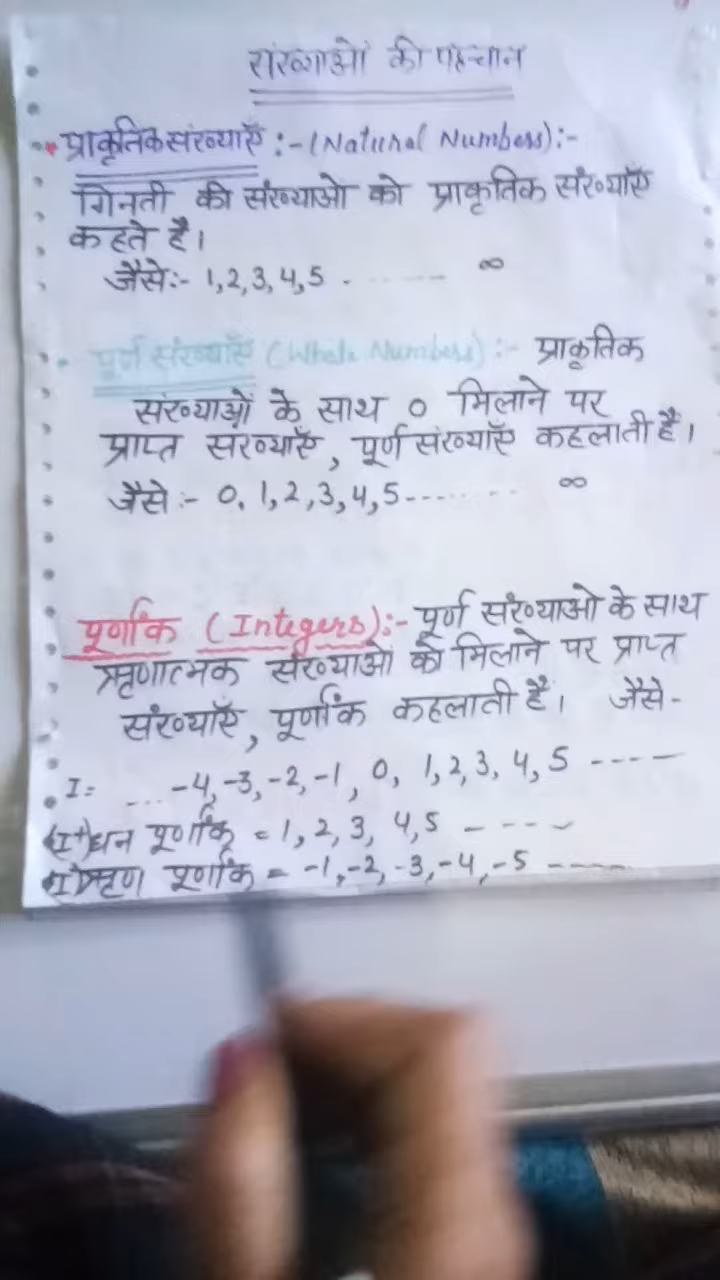 संख्याओं की पहचान
प्राकृतिक संख्याएँ :- (Natural Numbers) :-
गिनती की संख्याओ को प्राकृतिक संख्याएँ
कहते है।
जैसे:- 1,2,3,4,5 - - - - - - - ∞
पूर्ण संख्याएँ (Whole Numbers) :- प्राकृतिक
संख्याओं के साथ 0 मिलाने पर
प्राप्त संख्याएँ, पूर्ण संख्याएँ कहलाती है।
जैसे:- 0, 1,2,3,4,5 - - - - - - - - ∞
पूर्णांक (Integers) :- पूर्ण संख्याओ के साथ
ऋणात्मक संख्याओ को मिलाने पर प्राप्त
संख्याएँ, पूर्णांक कहलाती है। जैसे-
I = ... -4, -3, -2, -1, 0, 1, 2, 3, 4, 5 - - - -
(I+) धन पूर्णांक = 1, 2, 3, 4, 5 - - - -
(I-) ऋण पूर्णांक = -1, -2, -3, -4, -5 - - - -